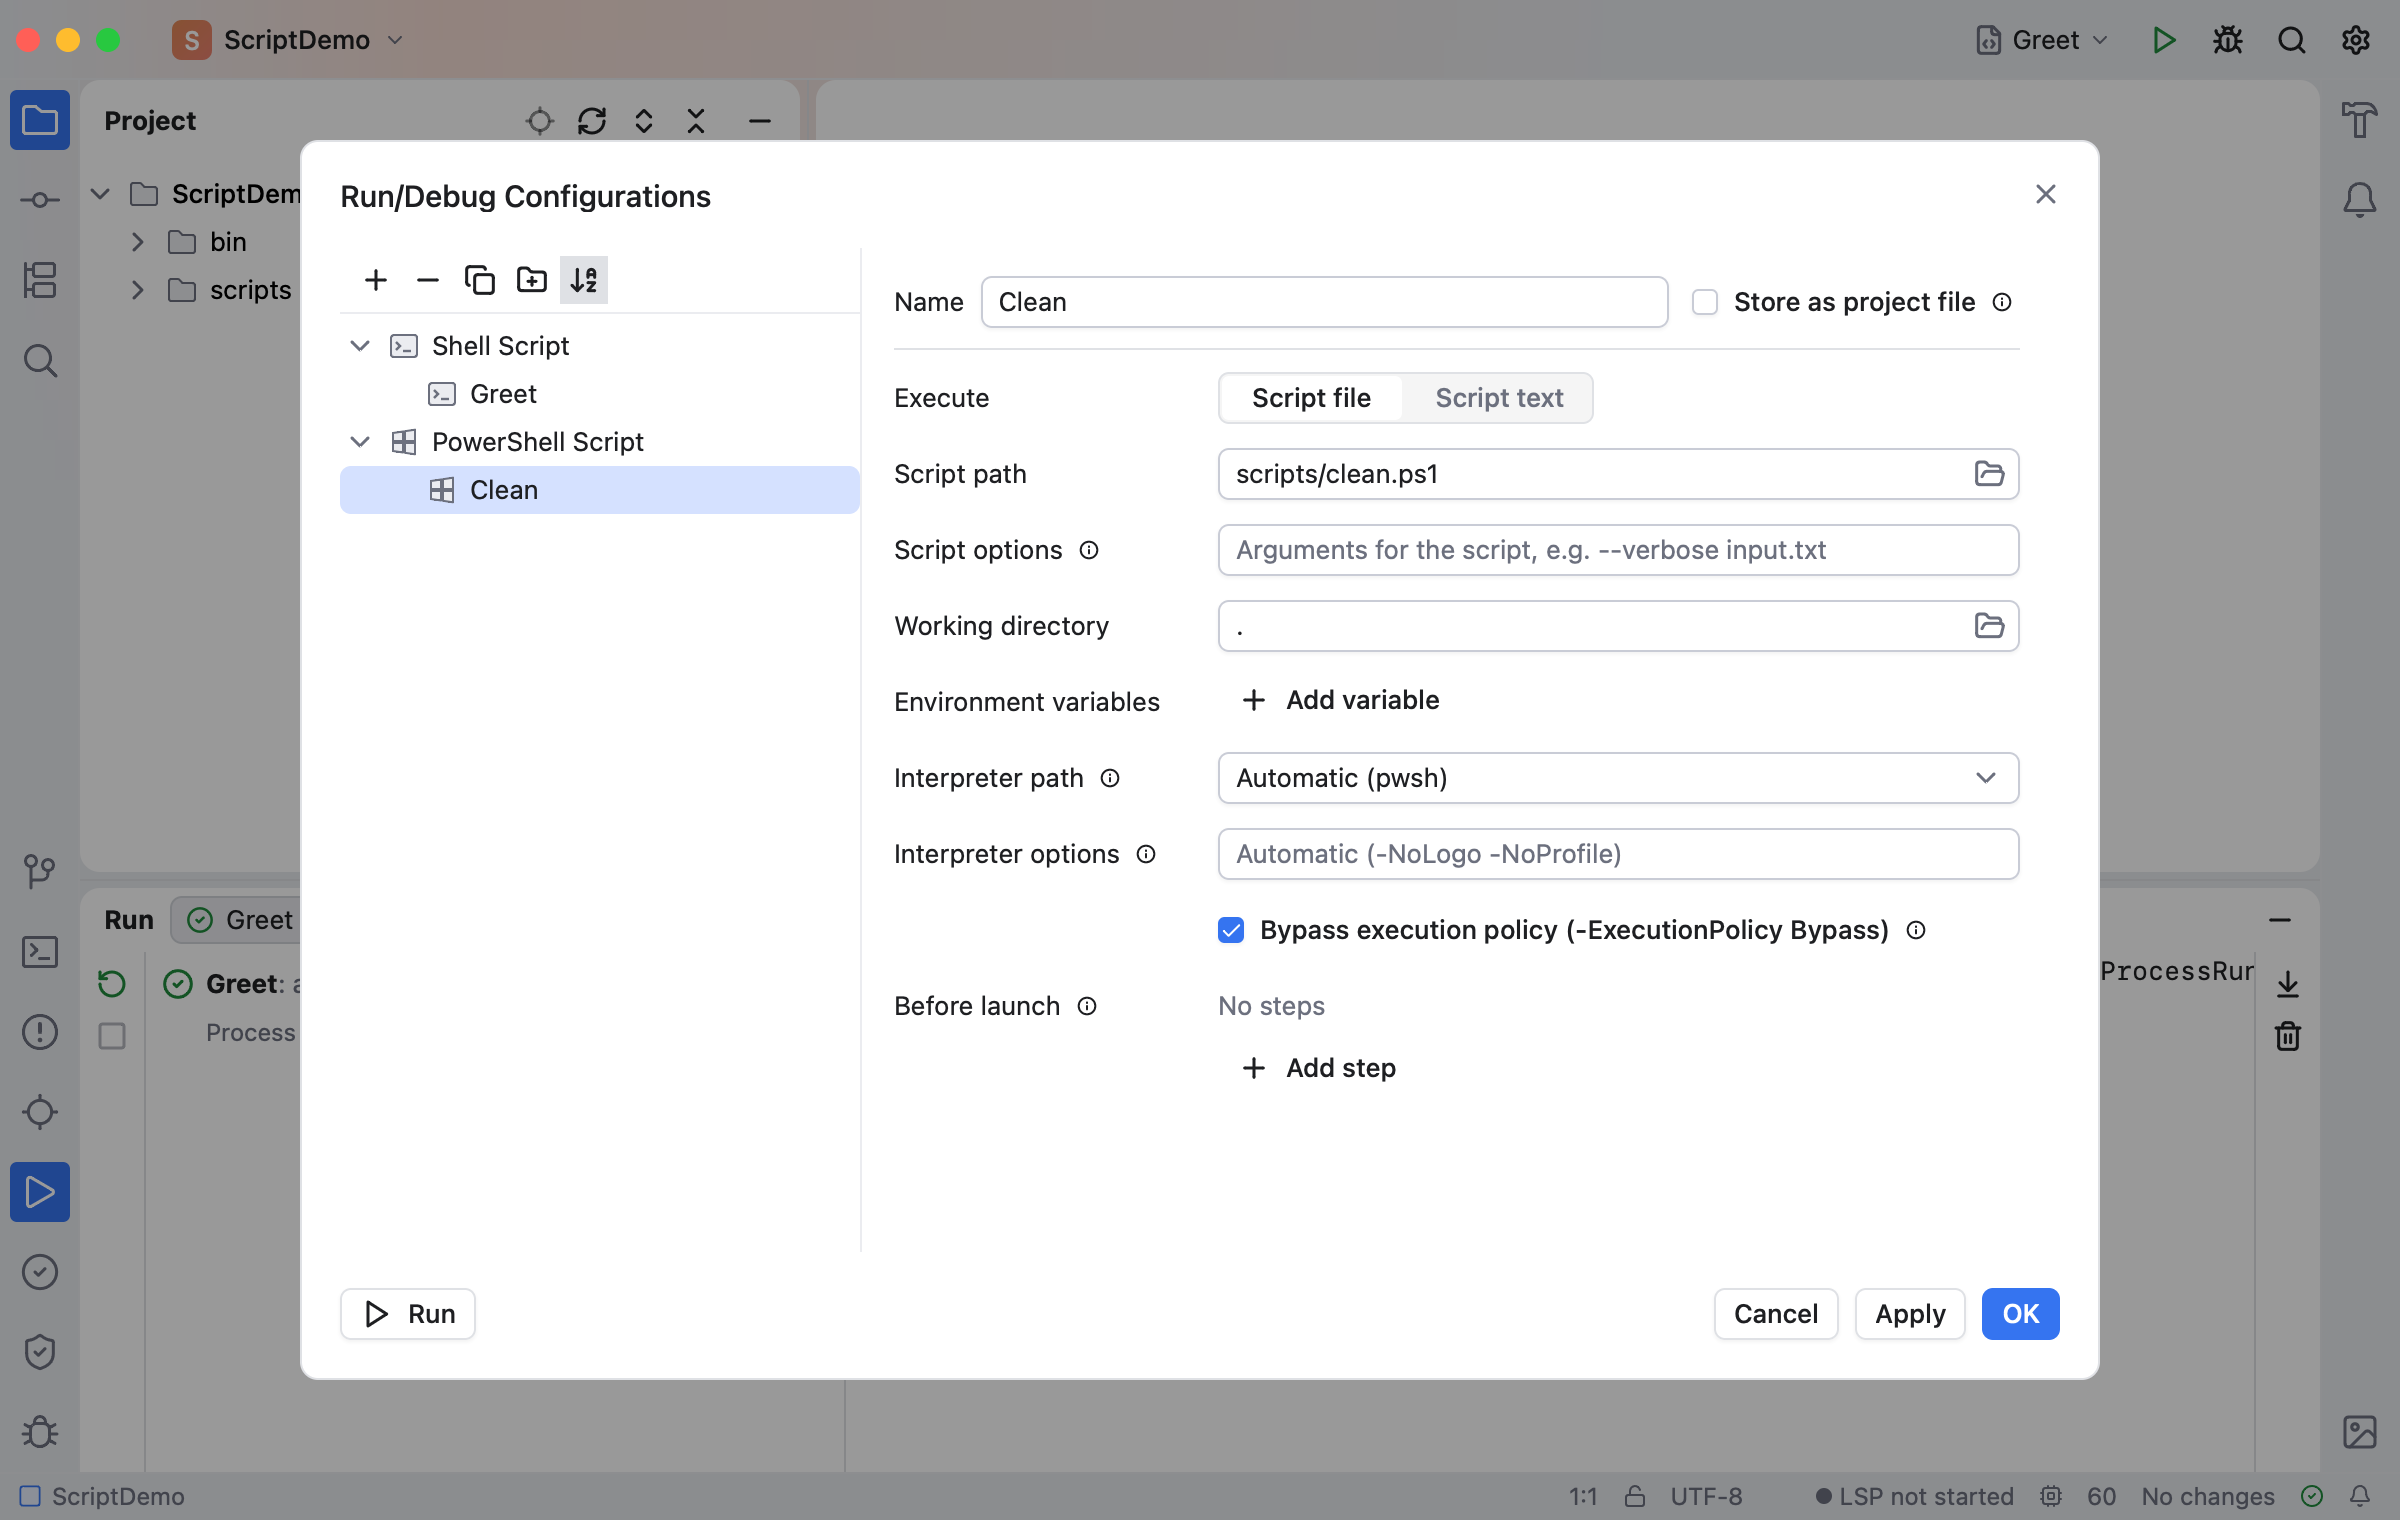 S ScriptDemo
Greet
Project
ScriptDem
bin
scripts
Run/Debug Configurations
Shell Script
Greet
PowerShell Script
Clean
Name Clean Store as project file
Execute Script file Script text
Script path scripts/clean.ps1
Script options Arguments for the script, e.g. --verbose input.txt
Working directory .
Environment variables Add variable
Interpreter path Automatic (pwsh)
Interpreter options Automatic (-NoLogo -NoProfile)
Bypass execution policy (-ExecutionPolicy Bypass)
Before launch No steps
Add step
Run Cancel Apply OK
Run Greet
Greet: a
Process
ProcessRun
ScriptDemo 1:1 UTF-8 LSP not started 60 No changes